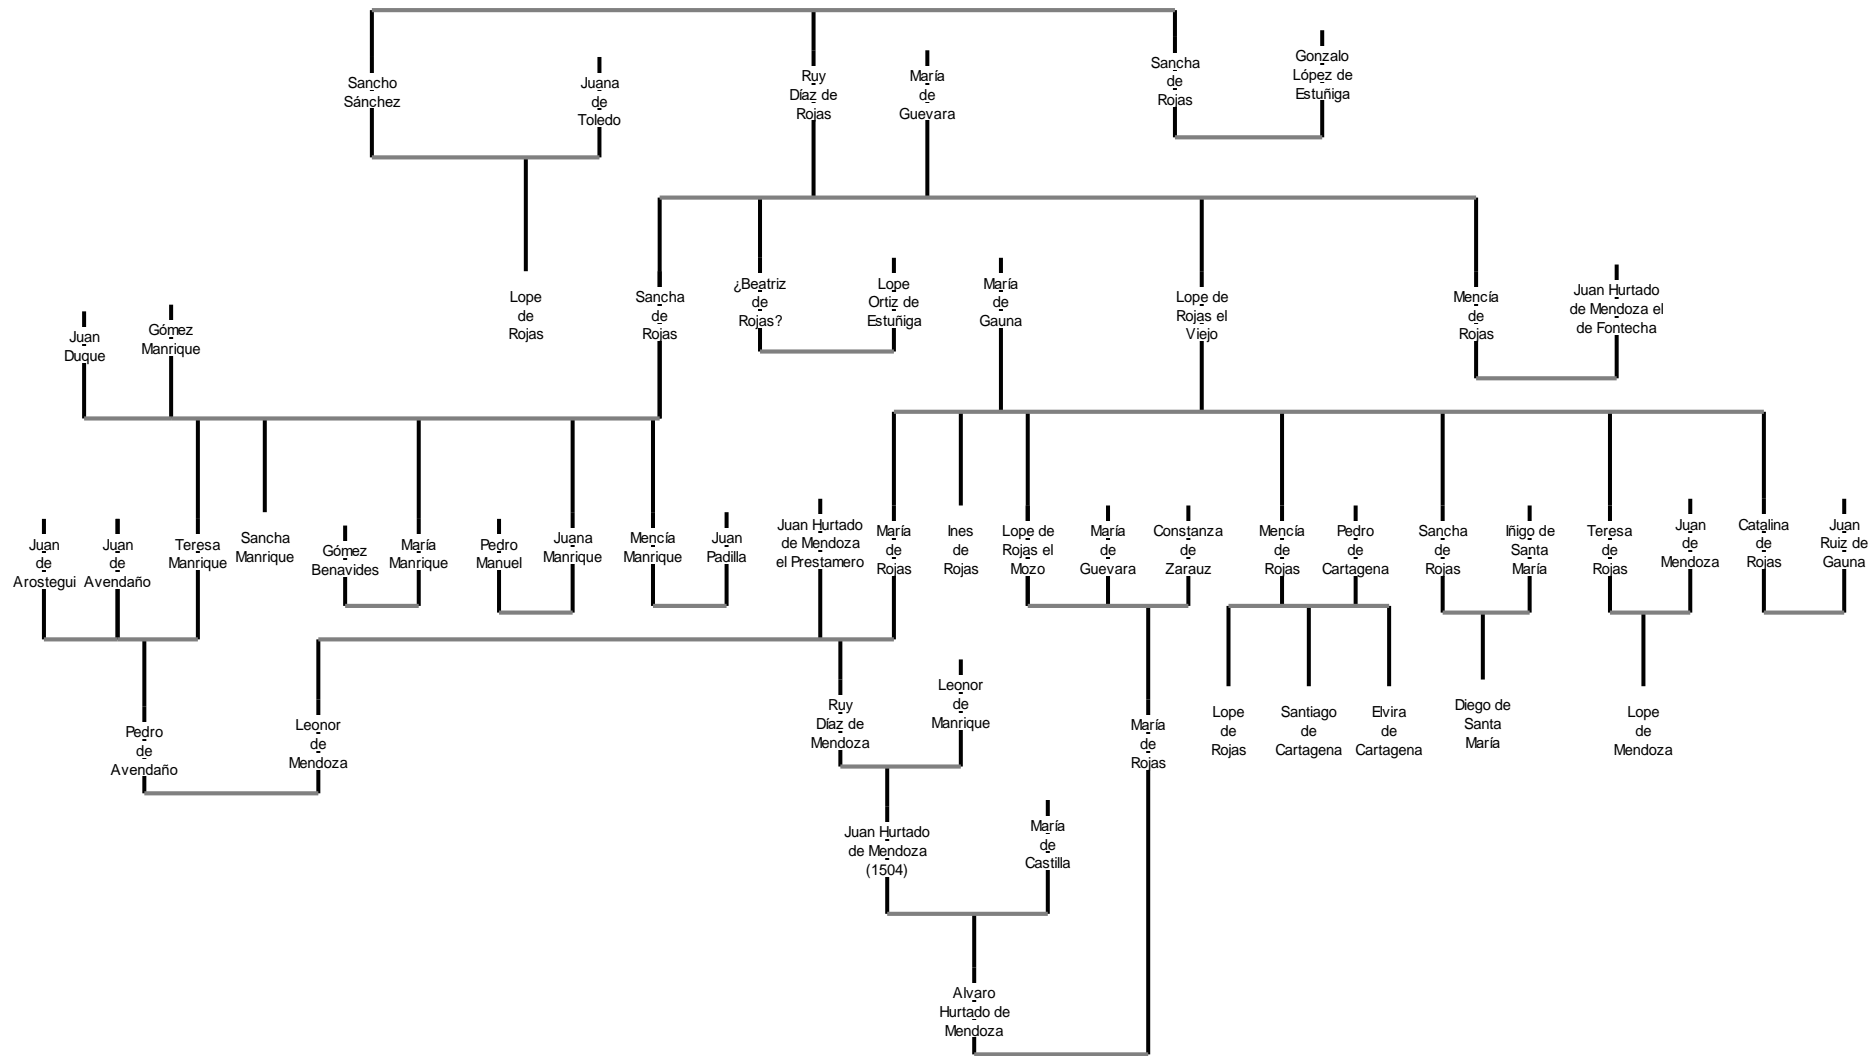 Sancho
Sánchez
Juana
de
Toledo
Ruy
Díaz de
Rojas
María
de
Guevara
Sancha
de
Rojas
Gonzalo
López de
Estuñiga
Juan
Duque
Gómez
Manrique
Lope
de
Rojas
Sancha
de
Rojas
¿Beatriz
de
Rojas?
Lope
Ortiz de
Estuñiga
María
de
Gauna
Lope de
Rojas el
Viejo
Mencía
de
Rojas
Juan Hurtado
de Mendoza el
de Fontecha
Juan
de
Arostegui
Juan
de
Avendaño
Teresa
Manrique
Sancha
Manrique
Gómez
Benavides
María
Manrique
Pedro
Manuel
Juana
Manrique
Mencía
Manrique
Juan
Padilla
Juan Hurtado
de Mendoza
el Prestamero
María
de
Rojas
Ines
de
Rojas
Lope de
Rojas el
Mozo
María
de
Guevara
Constanza
de
Zarauz
Mencía
de
Rojas
Pedro
de
Cartagena
Sancha
de
Rojas
Iñigo de
Santa
María
Teresa
de
Rojas
Juan
de
Mendoza
Catalina
de
Rojas
Juan
Ruiz de
Gauna
Pedro
de
Avendaño
Leonor
de
Mendoza
Ruy
Díaz de
Mendoza
Leonor
de
Manrique
María
de
Rojas
Lope
de
Rojas
Santiago
de
Cartagena
Elvira
de
Cartagena
Diego de
Santa
María
Lope
de
Mendoza
Juan Hurtado
de Mendoza
(1504)
María
de
Castilla
Alvaro
Hurtado de
Mendoza